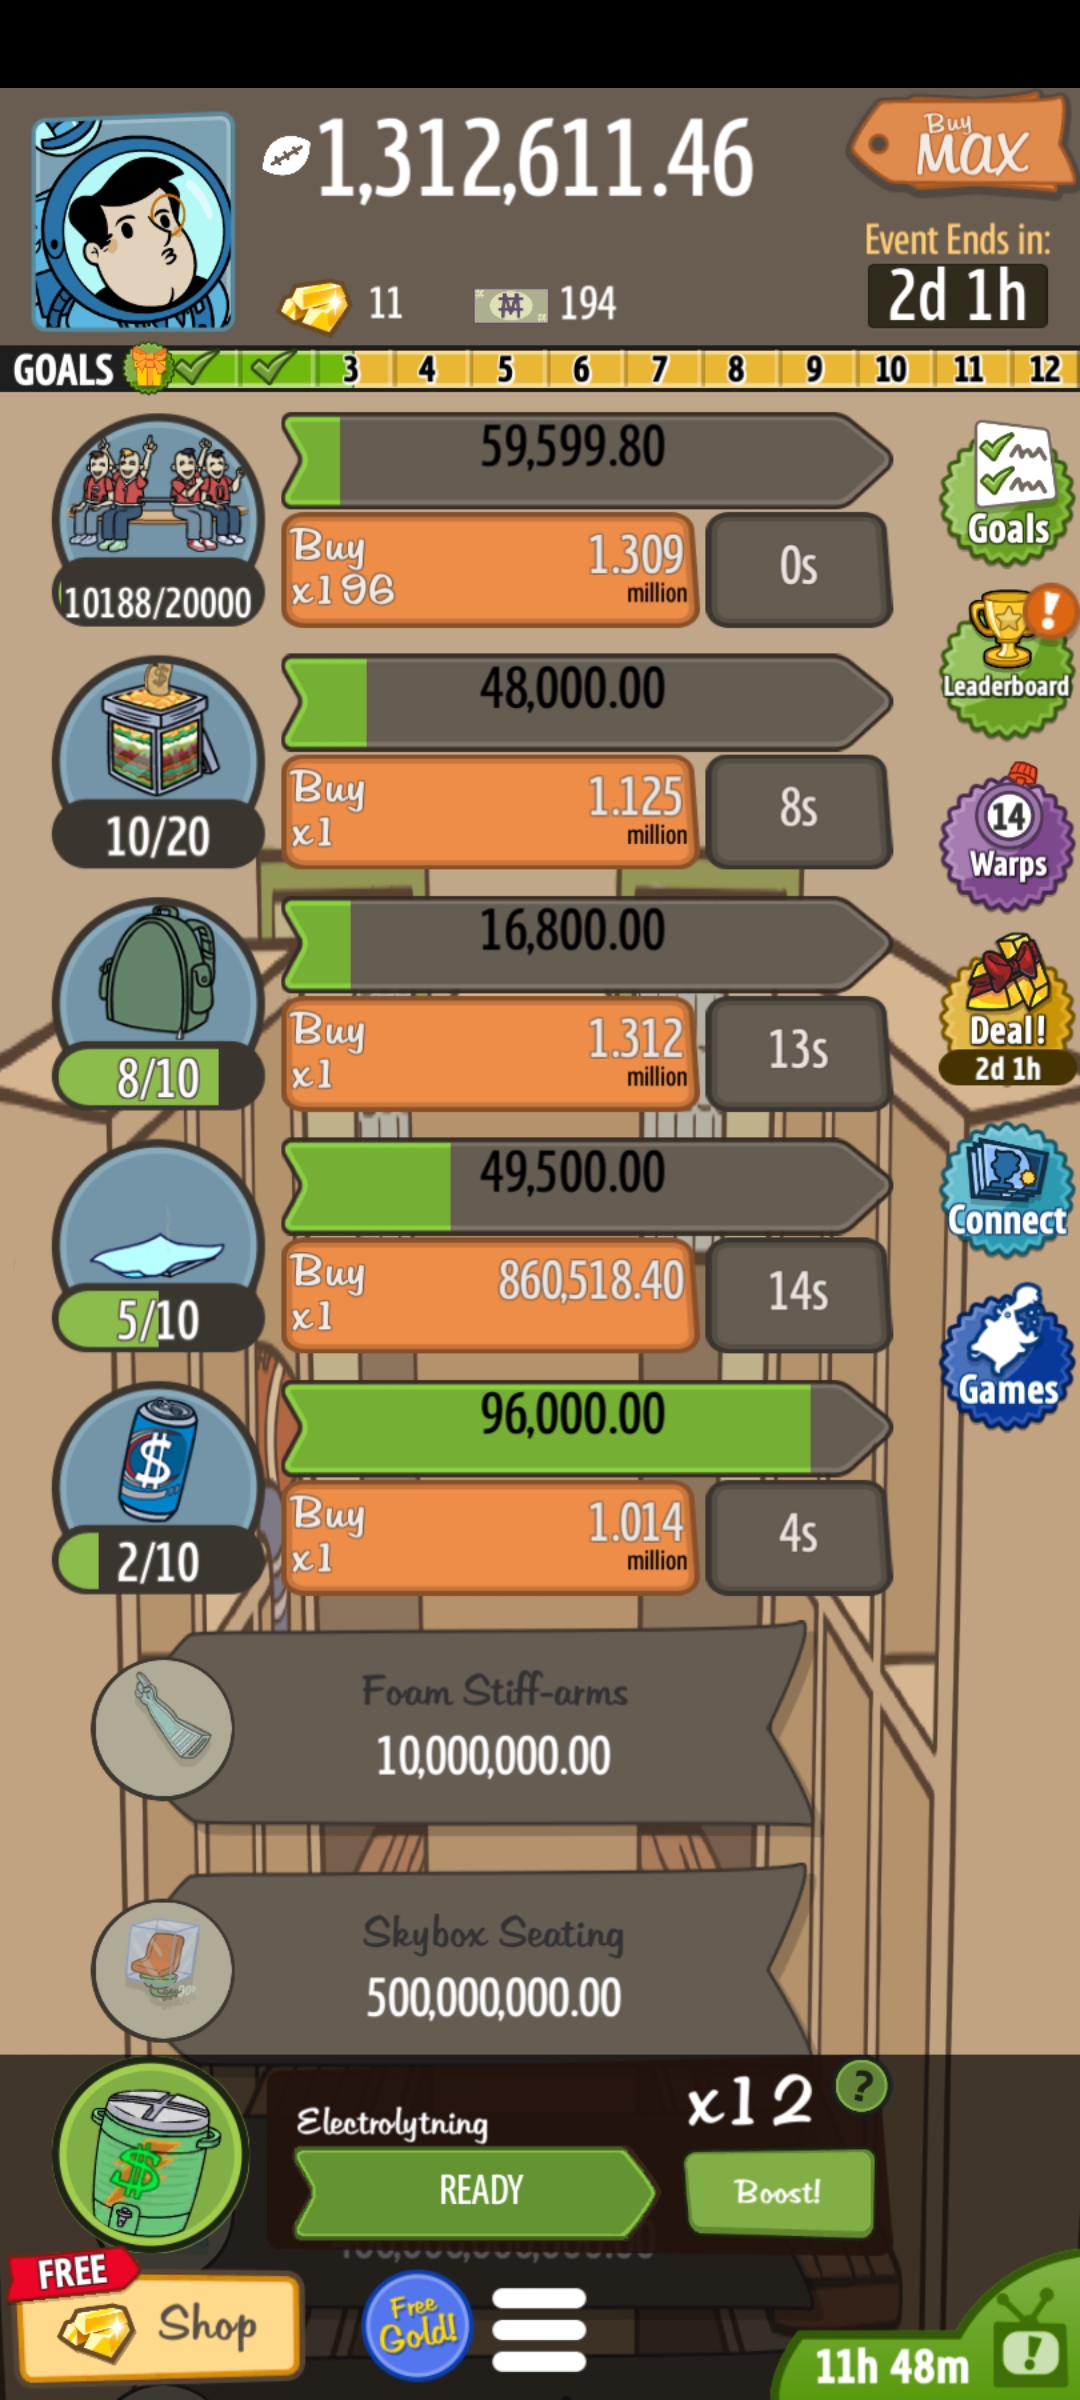 1,312,611.46
Buy
MAX
Event Ends in:
2d 1h
11
194
GOALS
3 4 5 6 7 8 9 10 11 12
59,599.80
Buy
x196
1.309
million
0s
10188/20000
Goals
48,000.00
Buy
x1
1.125
million
8s
10/20
Leaderboard
16,800.00
Buy
x1
1.312
million
13s
8/10
14
Warps
Deal!
2d 1h
49,500.00
Buy
x1
860,518.40
14s
5/10
Connect
96,000.00
Buy
x1
1.014
million
4s
2/10
Games
Foam Stiff-arms
10,000,000.00
Skybox Seating
500,000,000.00
Electrolytning
x12
?
READY
Boost!
FREE
Shop
Free
Gold!
11h 48m